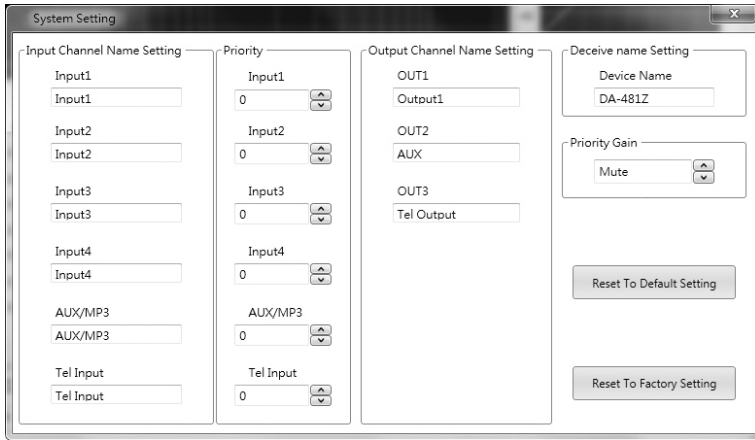 System Setting
x
Input Channel Name Setting
Input1
Input1
Input2
Input2
Input3
Input3
Input4
Input4
AUX/MP3
AUX/MP3
Tel Input
Tel Input
Priority
Input1
0
Input2
0
Input3
0
Input4
0
AUX/MP3
0
Tel Input
0
Output Channel Name Setting
OUT1
Output1
OUT2
AUX
OUT3
Tel Output
Deceive name Setting
Device Name
DA-481Z
Priority Gain
Mute
Reset To Default Setting
Reset To Factory Setting